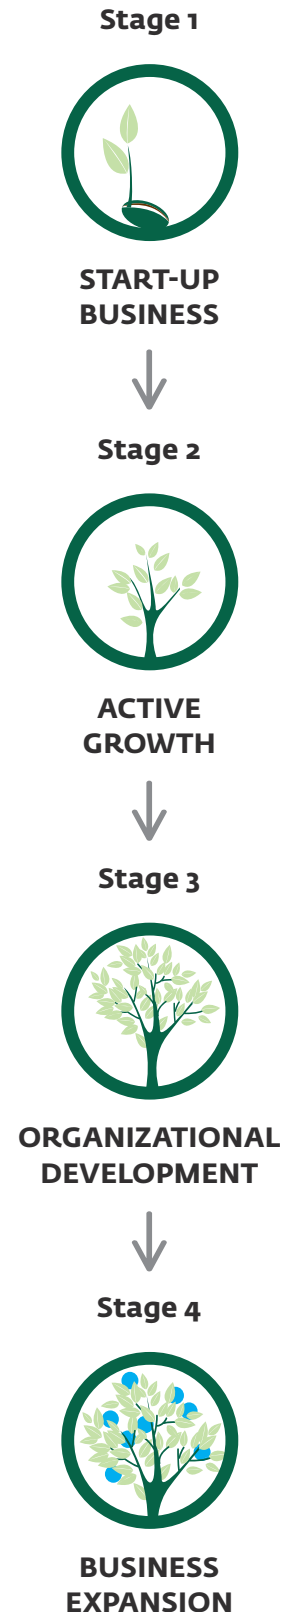 Stage 1
START-UP
BUSINESS
Stage 2
ACTIVE
GROWTH
Stage 3
ORGANIZATIONAL
DEVELOPMENT
Stage 4
BUSINESS
EXPANSION